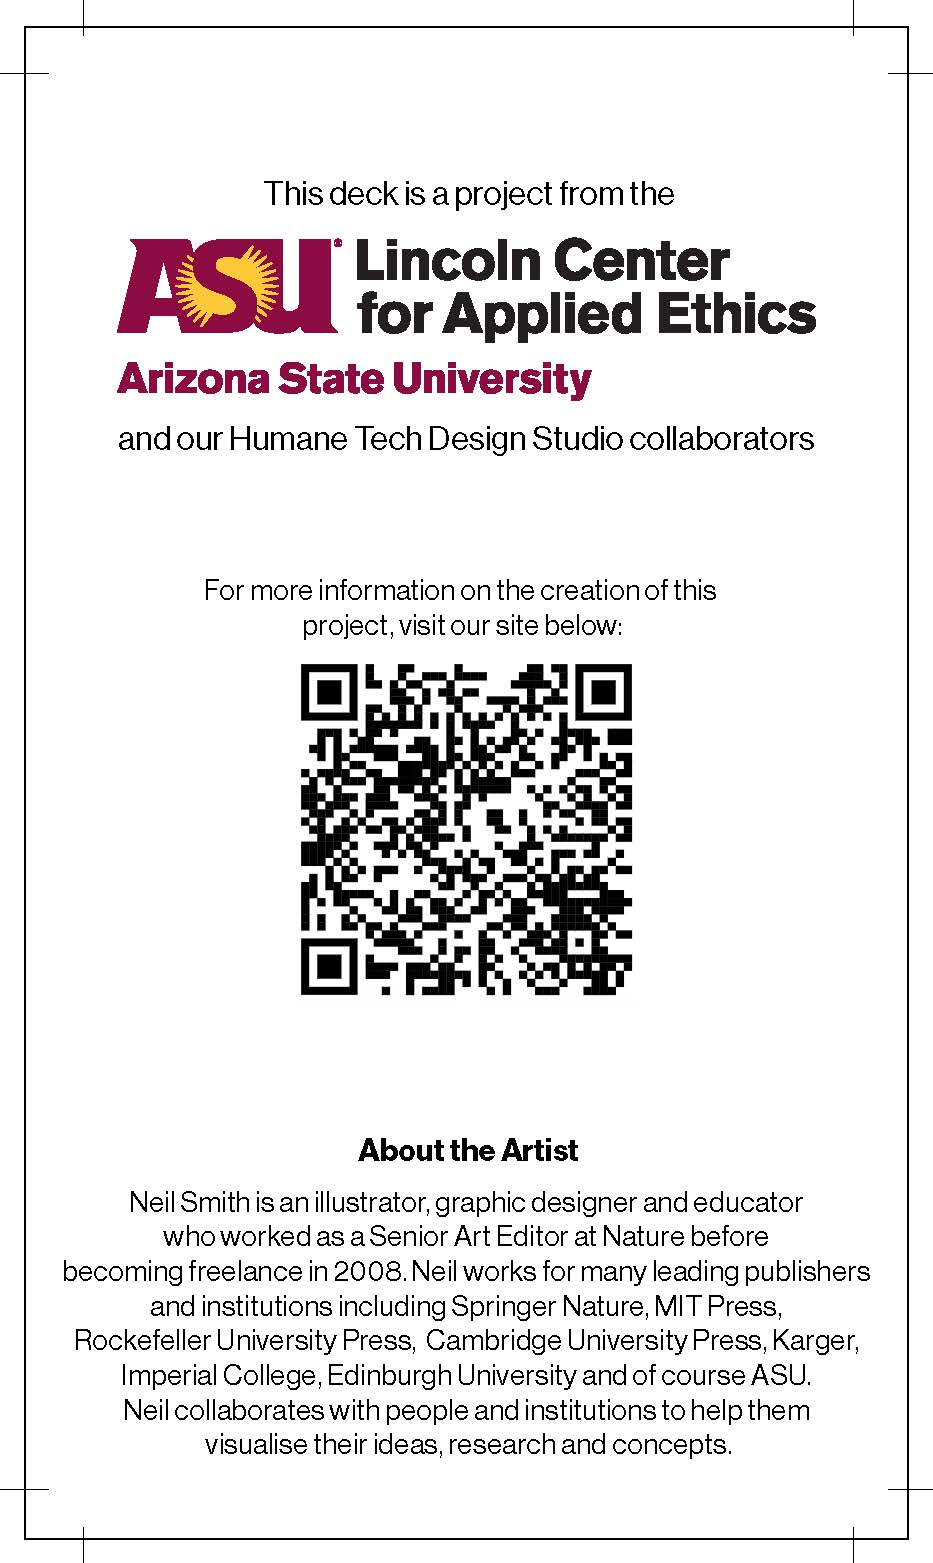 This deck is a project from the
ASU® Lincoln Center
for Applied Ethics
Arizona State University
and our Humane Tech Design Studio collaborators
For more information on the creation of this
project, visit our site below:
About the Artist
Neil Smith is an illustrator, graphic designer and educator
who worked as a Senior Art Editor at Nature before
becoming freelance in 2008. Neil works for many leading publishers
and institutions including Springer Nature, MIT Press,
Rockefeller University Press, Cambridge University Press, Karger,
Imperial College, Edinburgh University and of course ASU.
Neil collaborates with people and institutions to help them
visualise their ideas, research and concepts.